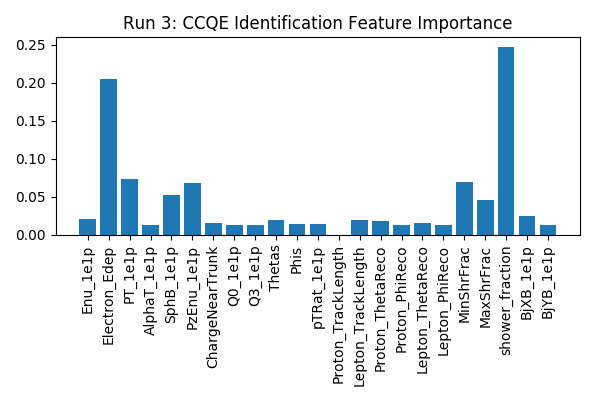 Run 3: CCQE Identification Feature Importance
0.25
0.20
0.15
0.10
0.05
0.00
Enu_1e1p
Electron_Edep
PT_1e1p
AlphaT_1e1p
SphB_1e1p
PzEnu_1e1p
ChargeNearTrunk
Q0_1e1p
Q3_1e1p
Thetas
Phis
pTRat_1e1p
Proton_TrackLength
Lepton_TrackLength
Proton_ThetaReco
Proton_PhiReco
Lepton_ThetaReco
Lepton_PhiReco
MinShrFrac
MaxShrFrac
shower_fraction
BjXB_1e1p
BjYB_1e1p